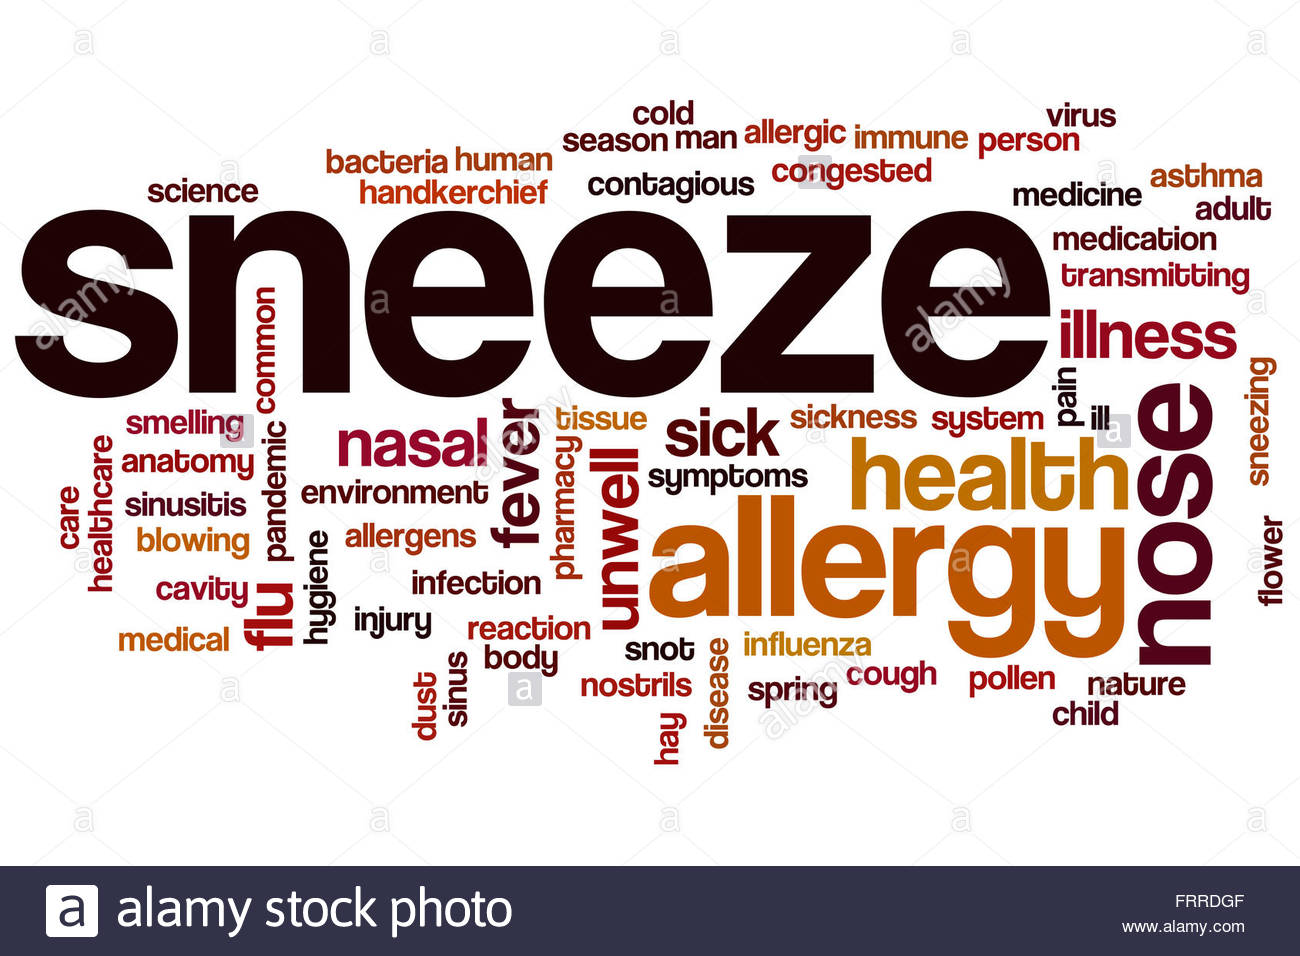 cold
virus
season man allergic immune person
bacteria human
congested
science
handkerchief
contagious
medicine
asthma
adult
sneeze
medication
transmitting
common
illness
pain
ill
nose
sneezing
smelling
nasal
fever
tissue
sick
sickness
system
healthcare
anatomy
pandemic
environment
pharmacy
unwell
symptoms
health
care
sinusitis
blowing
allergens
allergy
flower
cavity
flu
hygiene
infection
injury
medical
reaction
body
snot
influenza
dust
sinus
nostrils
hay
disease
spring
cough
pollen
nature
child
a alamy stock photo
FRRDGF
www.alamy.com